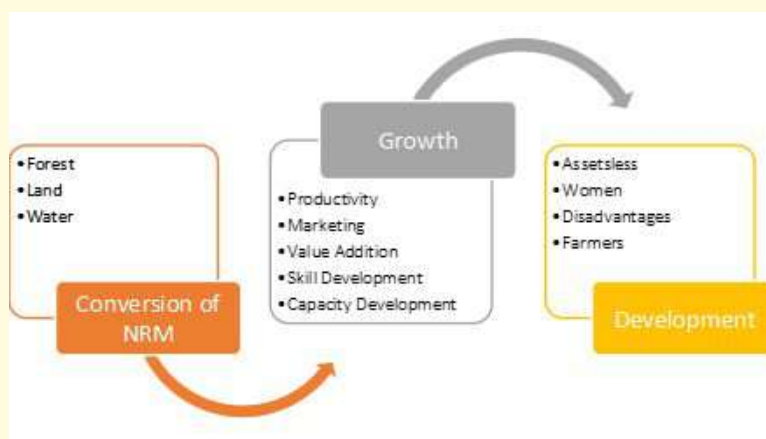 • Forest
• Land
• Water
Conversion of
NRM
Growth
• Productivity
• Marketing
• Value Addition
• Skill Development
• Capacity Development
• Assetsless
• Women
• Disadvantages
• Farmers
Development